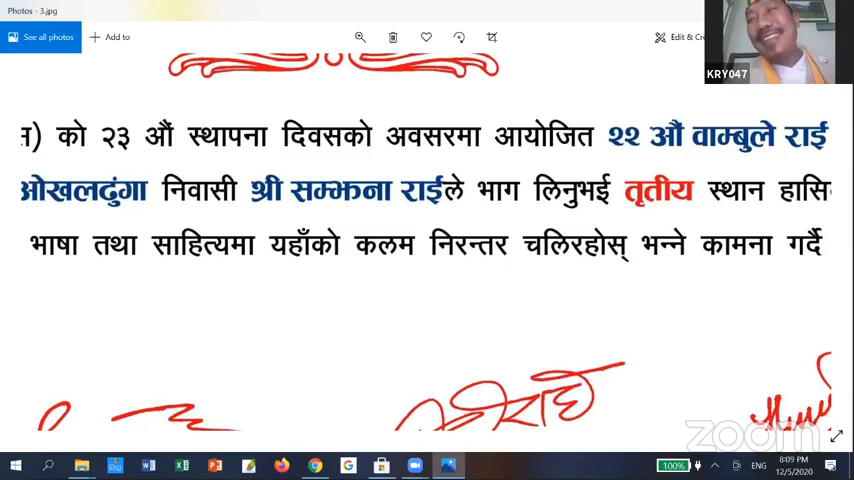 Photos - 3.jpg
See all photos
Add to
Edit &
KRY047
को २३ औं स्थापना दिवसको अवसरमा आयोजित २२ औं वाम्बुले राई
ओखलढुंगा निवासी श्री सम्झना राईले भाग लिनुभई तृतीय स्थान
भाषा तथा साहित्यमा यहाँको कलम निरन्तर चलिरहोस् भन्ने कामना गर्दै
zoom
100%
ENG
8:09 PM
12/5/2020